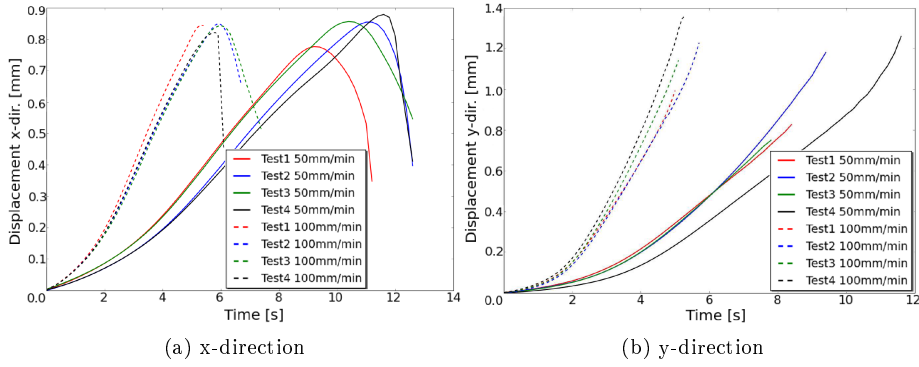 0.9
0.8
0.7
0.6
0.5
0.4
0.3
0.2
0.1
0.0
Displacement x-dir. [mm]
2
4
6
8
10
12
14
Time [s]
Test1 50mm/min
Test2 50mm/min
Test3 50mm/min
Test4 50mm/min
Test1 100mm/min
Test2 100mm/min
Test3 100mm/min
Test4 100mm/min
(a) x-direction
1.4
1.2
1.0
0.8
0.6
0.4
0.2
0.0
Displacement y-dir. [mm]
2
4
6
8
10
12
Time [s]
Test1 50mm/min
Test2 50mm/min
Test3 50mm/min
Test4 50mm/min
Test1 100mm/min
Test2 100mm/min
Test3 100mm/min
Test4 100mm/min
(b) y-direction